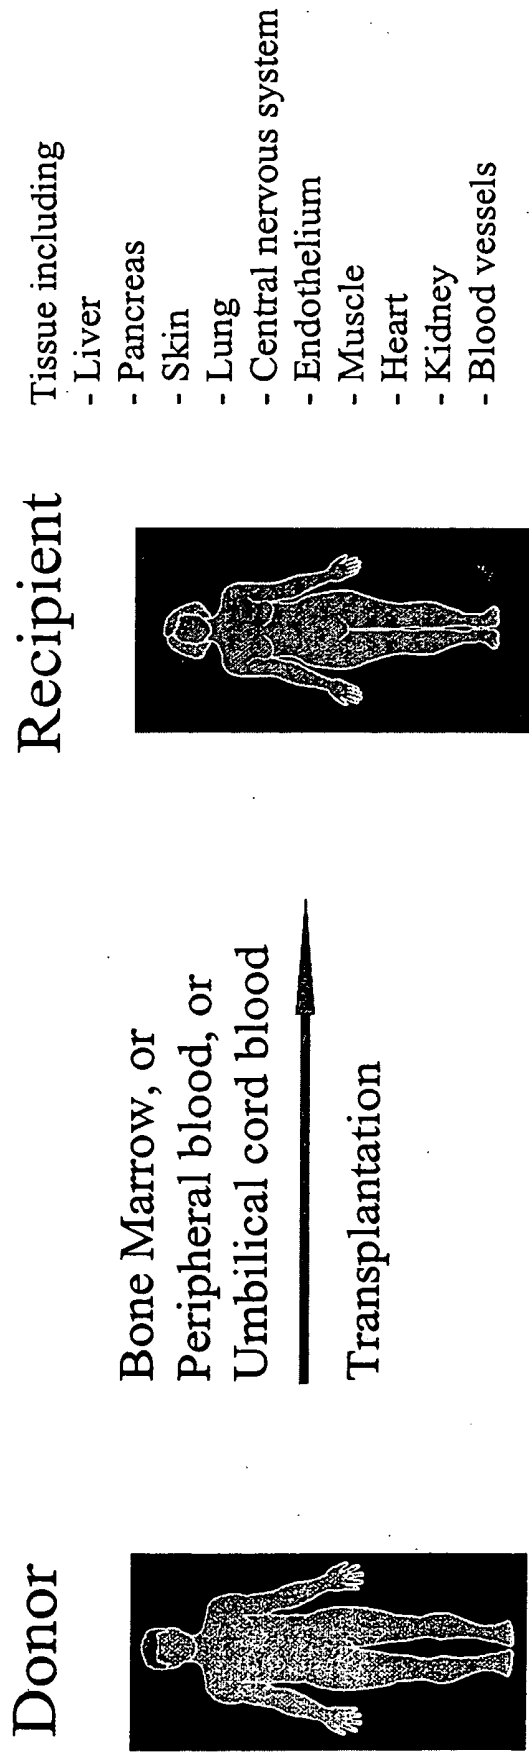 Donor
Bone Marrow, or
Peripheral blood, or
Umbilical cord blood
Transplantation
Recipient
Tissue including
- Liver
- Pancreas
- Skin
- Lung
- Central nervous system
- Endothelium
- Muscle
- Heart
- Kidney
- Blood vessels